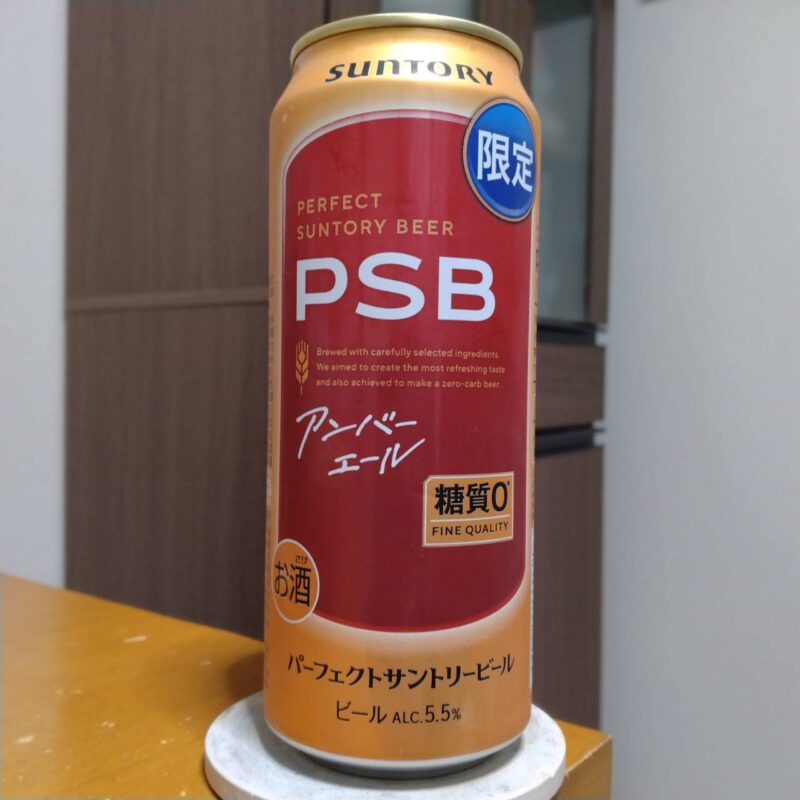 SUNTORY
限定
PERFECT
SUNTORY BEER
PSB
Brewed with carefully selected ingredients.
We aimed to create the most refreshing taste
and also achieved to make a zero-carb beer.
アンバー
エール
糖質0*
FINE QUALITY
さけ
お酒
パーフェクトサントリービール
ビール ALC.5.5%